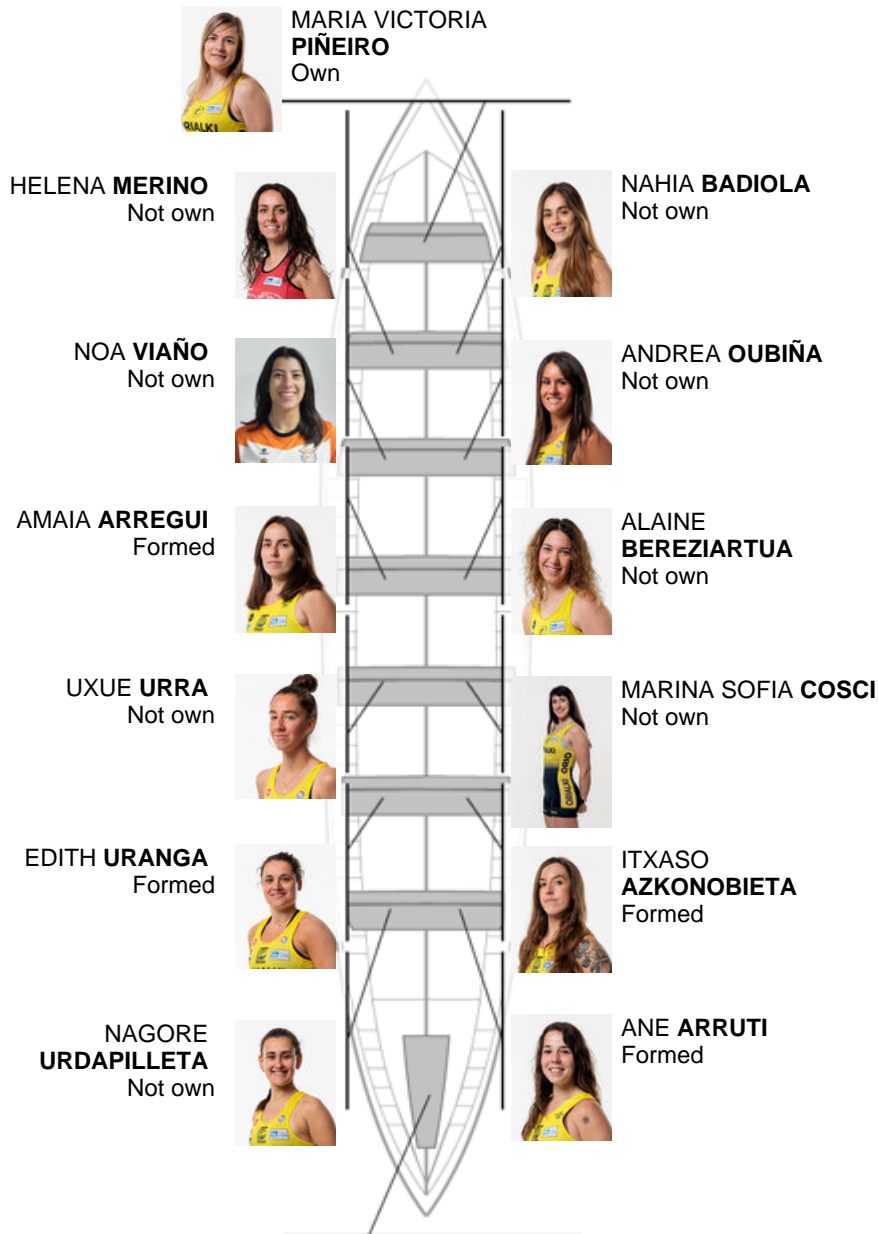 MARIA VICTORIA
PIÑEIRO
Own
HELENA MERINO
Not own
NAHIA BADIOLA
Not own
NOA VIAÑO
Not own
ANDREA OUBIÑA
Not own
AMAIA ARREGUI
Formed
ALAINE
BEREZIARTUA
Not own
UXUE URRA
Not own
MARINA SOFIA COSCI
Not own
EDITH URANGA
Formed
ITXASO
AZKONOBIETA
Formed
NAGORE
URDAPILLETA
Not own
ANE ARRUTI
Formed